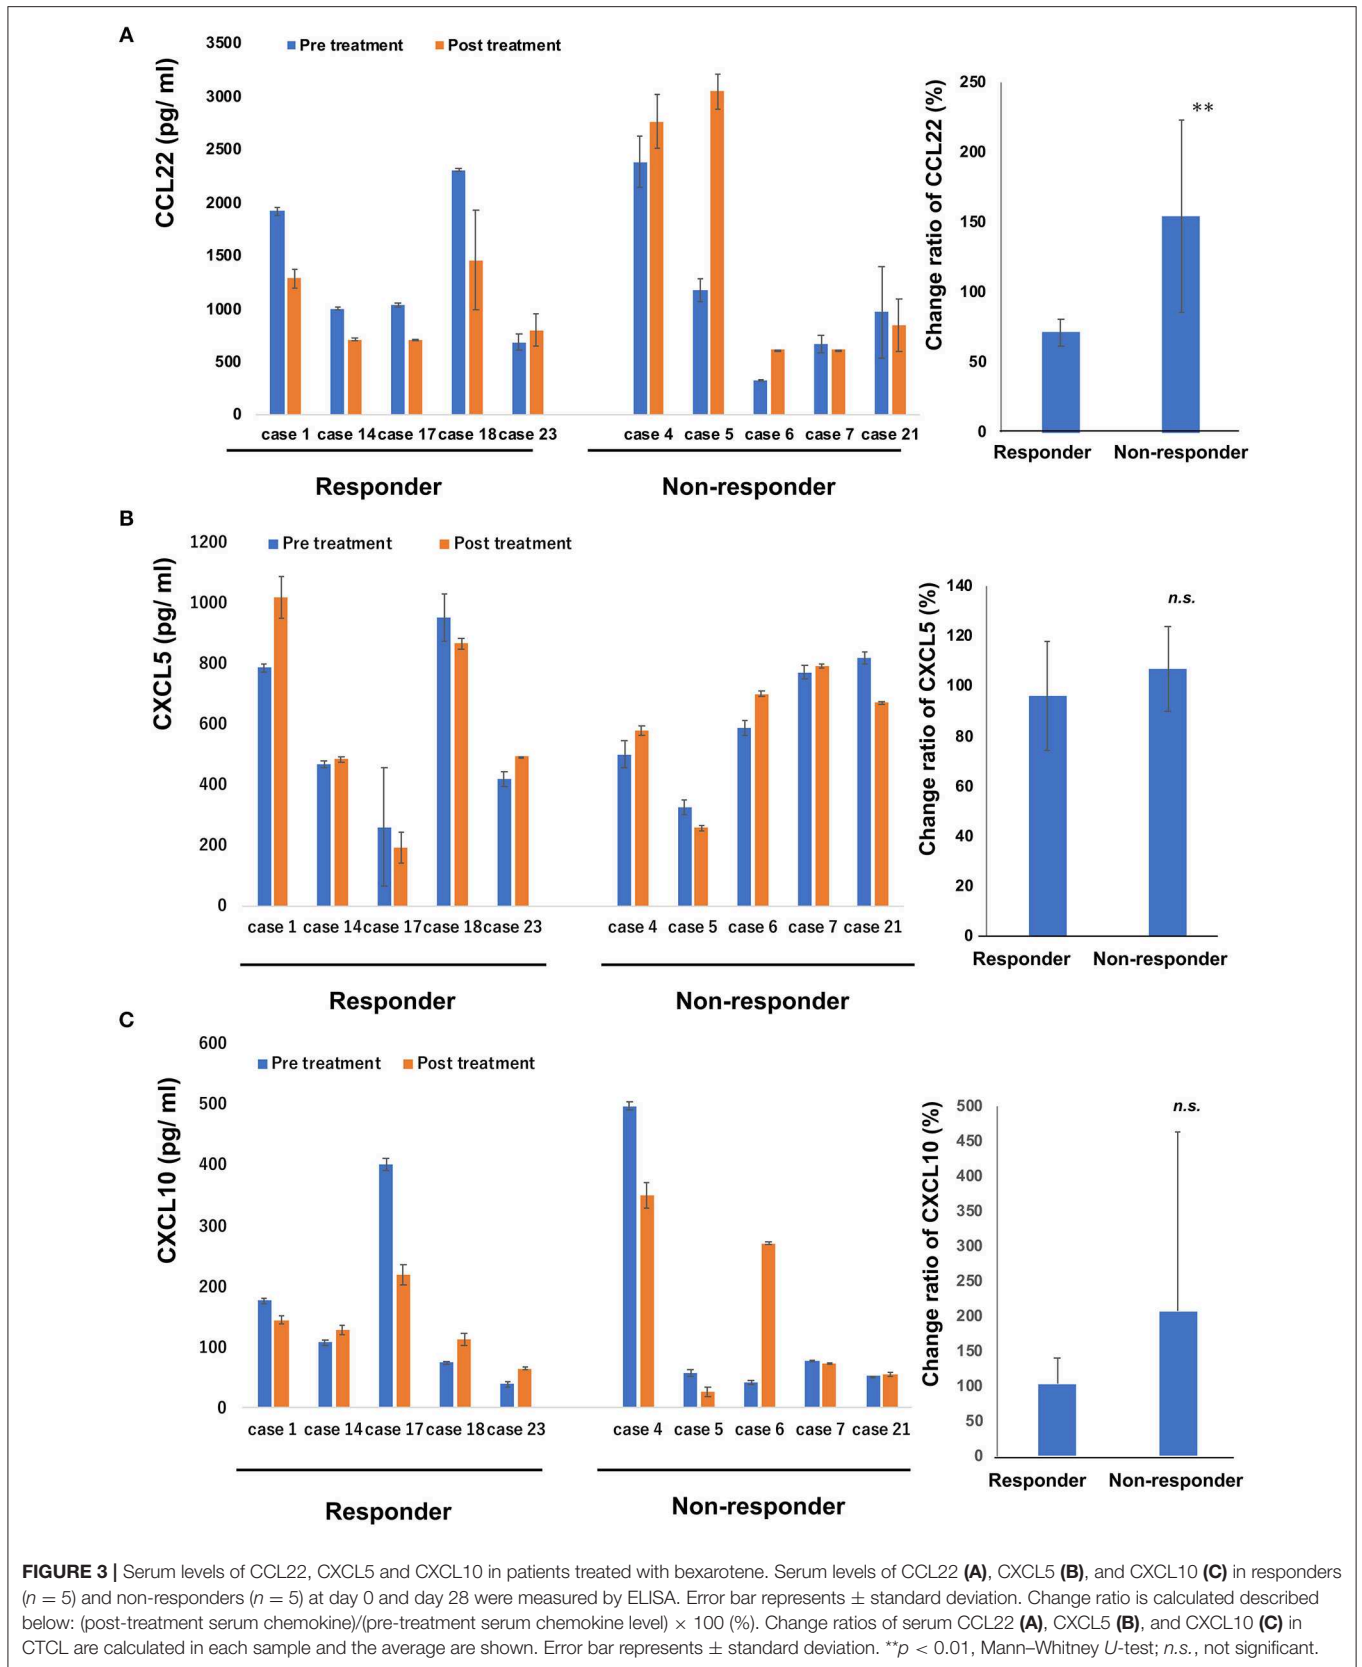 A
Pre treatment
Post treatment
CCL22 (pg/ ml)
3500
3000
2500
2000
1500
1000
500
0
case 1 case 14 case 17 case 18 case 23 case 4 case 5 case 6 case 7 case 21
Responder
Non-responder
Change ratio of CCL22 (%)
250
200
150
100
50
0
**
Responder Non-responder
B
Pre treatment
Post treatment
CXCL5 (pg/ ml)
1200
1000
800
600
400
200
0
case 1 case 14 case 17 case 18 case 23 case 4 case 5 case 6 case 7 case 21
Responder
Non-responder
Change ratio of CXCL5 (%)
140
120
100
80
60
40
20
0
n.s.
Responder Non-responder
C
Pre treatment
Post treatment
CXCL10 (pg/ ml)
600
500
400
300
200
100
0
case 1 case 14 case 17 case 18 case 23 case 4 case 5 case 6 case 7 case 21
Responder
Non-responder
Change ratio of CXCL10 (%)
500
450
400
350
300
250
200
150
100
50
0
n.s.
Responder Non-responder
FIGURE 3 | Serum levels of CCL22, CXCL5 and CXCL10 in patients treated with bexarotene. Serum levels of CCL22 (A), CXCL5 (B), and CXCL10 (C) in responders
(n = 5) and non-responders (n = 5) at day 0 and day 28 were measured by ELISA. Error bar represents ± standard deviation. Change ratio is calculated described
below: (post-treatment serum chemokine)/(pre-treatment serum chemokine level) × 100 (%). Change ratios of serum CCL22 (A), CXCL5 (B), and CXCL10 (C) in
CTCL are calculated in each sample and the average are shown. Error bar represents ± standard deviation. **p < 0.01, Mann–Whitney U-test; n.s., not significant.